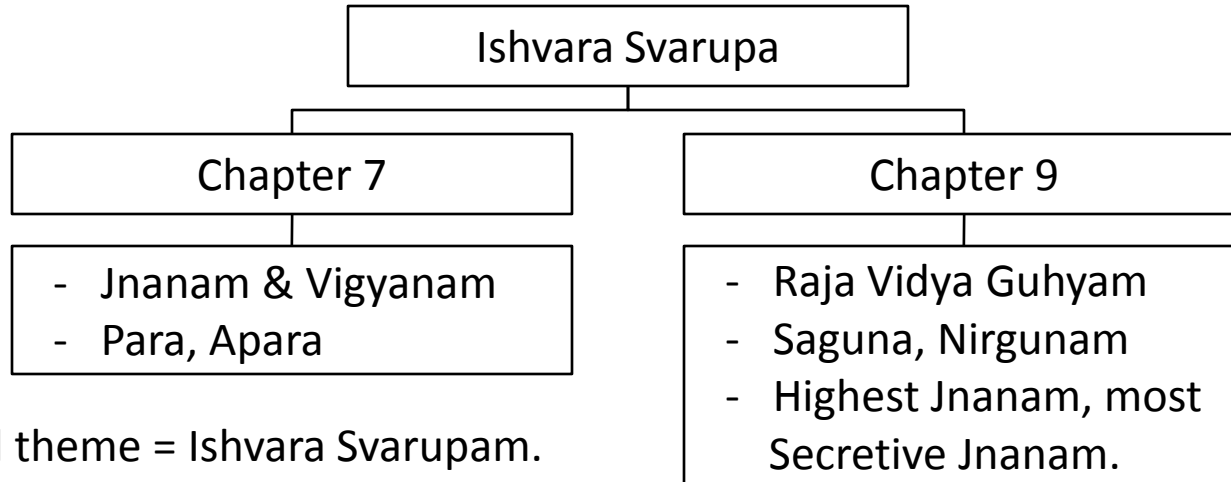 Ishvara Svarupa
Chapter 7
- Jnanam & Vigyanam
- Para, Apara
Chapter 9
- Raja Vidya Guhyam
- Saguna, Nirgunam
- Highest Jnanam, most
Secretive Jnanam.
theme = Ishvara Svarupam.